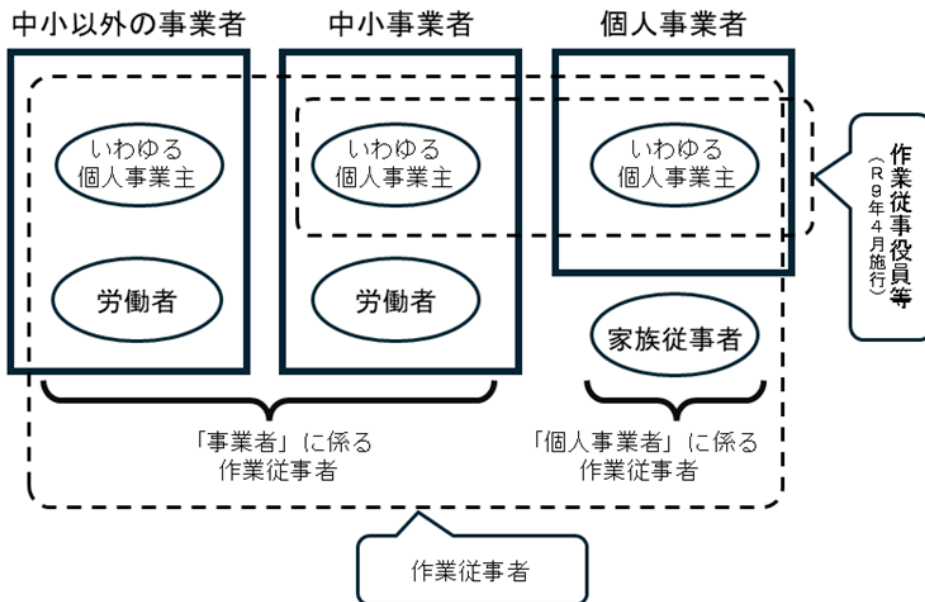 中小以外の事業者
中小事業者
個人事業者
いわゆる
個人事業主
いわゆる
個人事業主
いわゆる
個人事業主
作業従事役員等
（R9年4月施行）
労働者
労働者
家族従事者
「事業者」に係る
作業従事者
「個人事業者」に係る
作業従事者
作業従事者